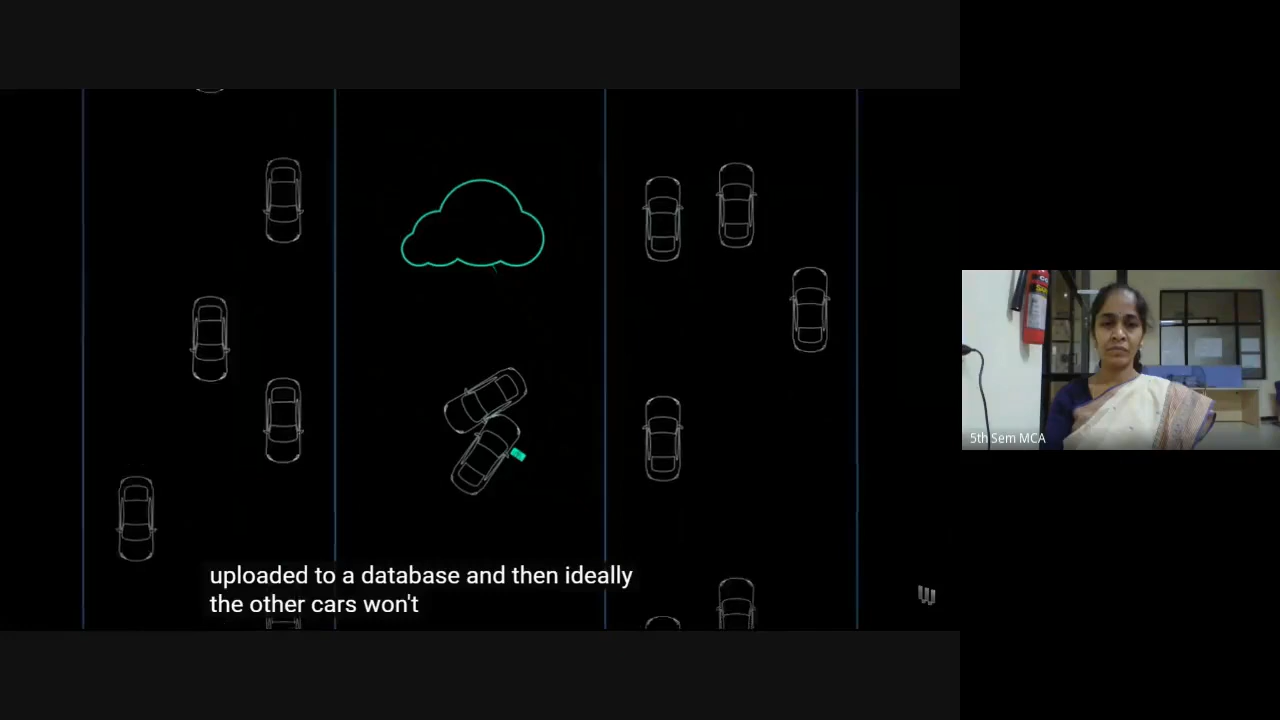 uploaded to a database and then ideally
the other cars won't
5th Sem MCA